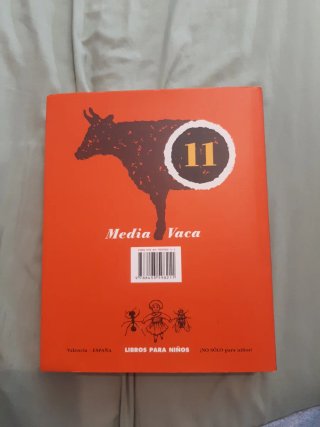 11
Media Vaca
Valencia · ESPAÑA
LIBROS PARA NIÑOS
¡NO SÓLO para niños!